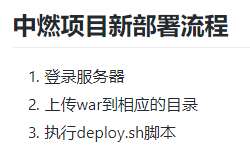 中燃项目新部署流程
1. 登录服务器
2. 上传war到相应的目录
3. 执行deploy.sh脚本